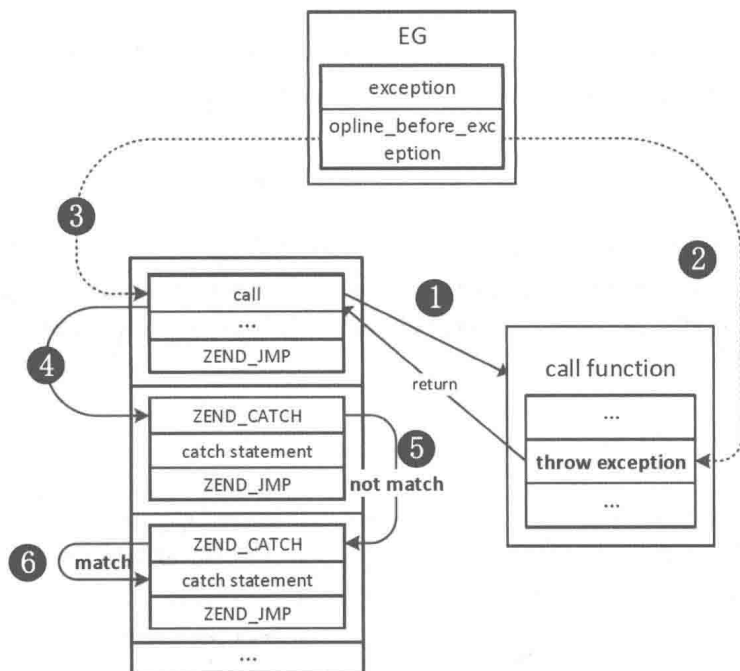 EG
exception
opline_before_exc
eption
3
2
1
call
...
ZEND_JMP
return
call function
...
throw exception
...
4
ZEND_CATCH
catch statement
ZEND_JMP
5
not match
6
match
ZEND_CATCH
catch statement
ZEND_JMP
...